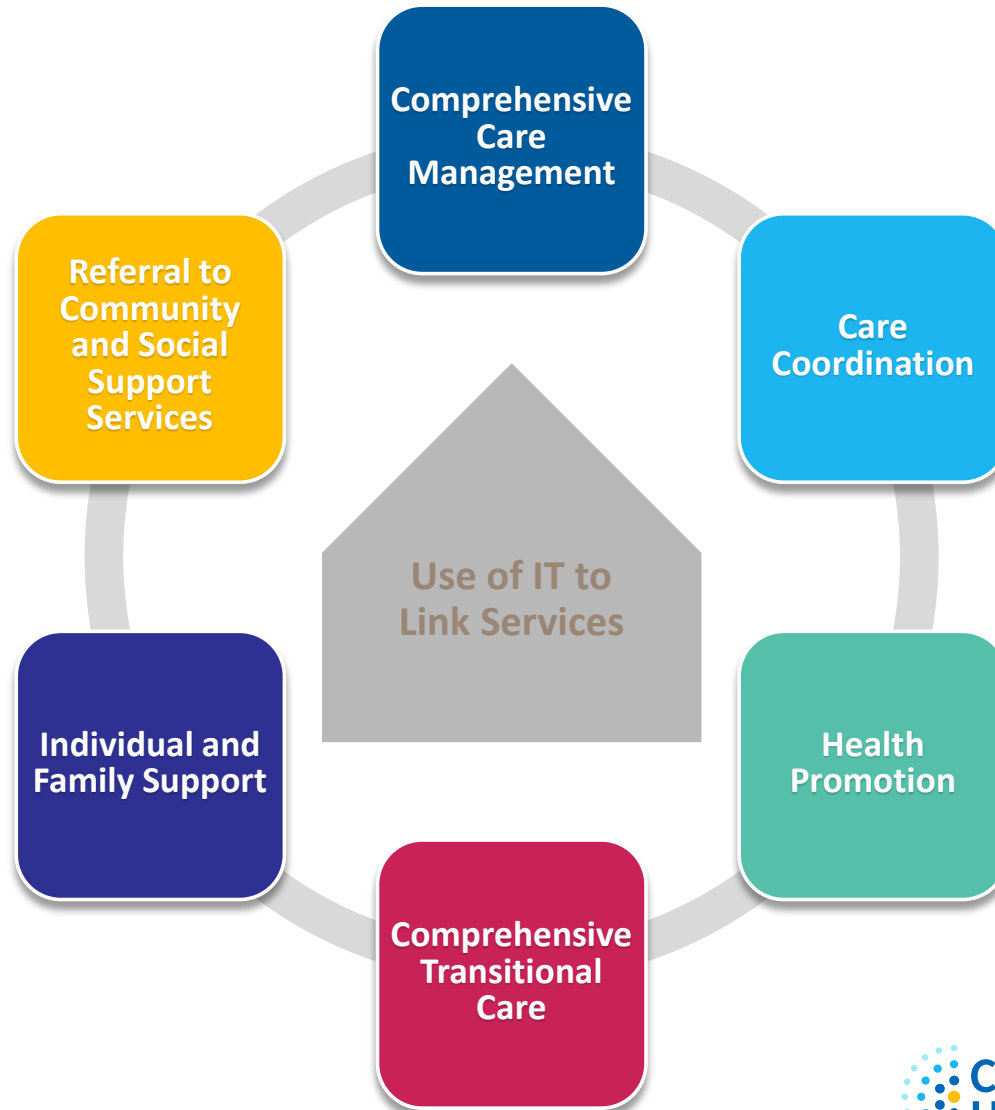 Comprehensive
Care
Management
Care
Coordination
Health
Promotion
Comprehensive
Transitional
Care
Individual and
Family Support
Referral to
Community
and Social
Support
Services
Use of IT to
Link Services